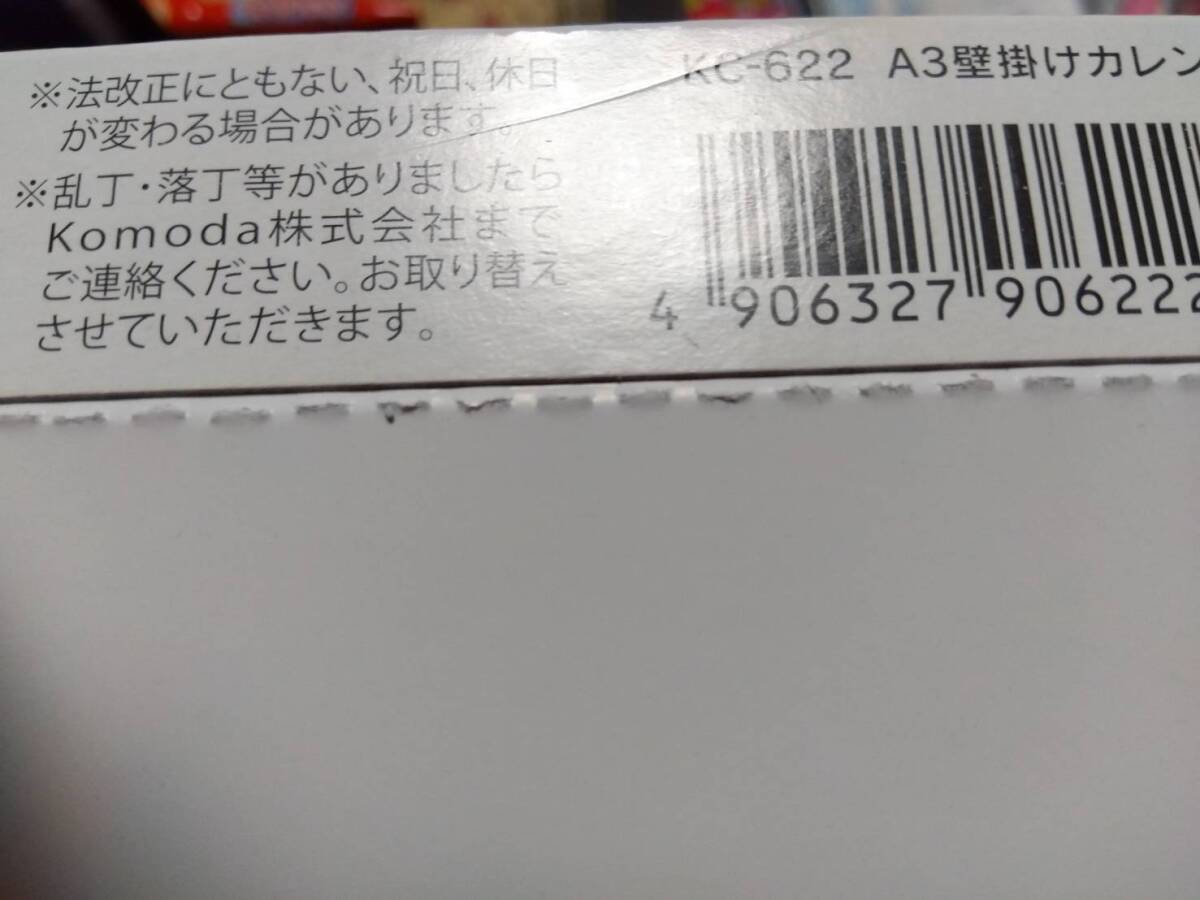 ※法改正にともない、祝日、休日
が変わる場合があります。
※乱丁・落丁等がありましたら
Komoda株式会社まで
ご連絡ください。お取り替え
させていただきます。
KC-622 A3壁掛けカレン
4 906327 906222